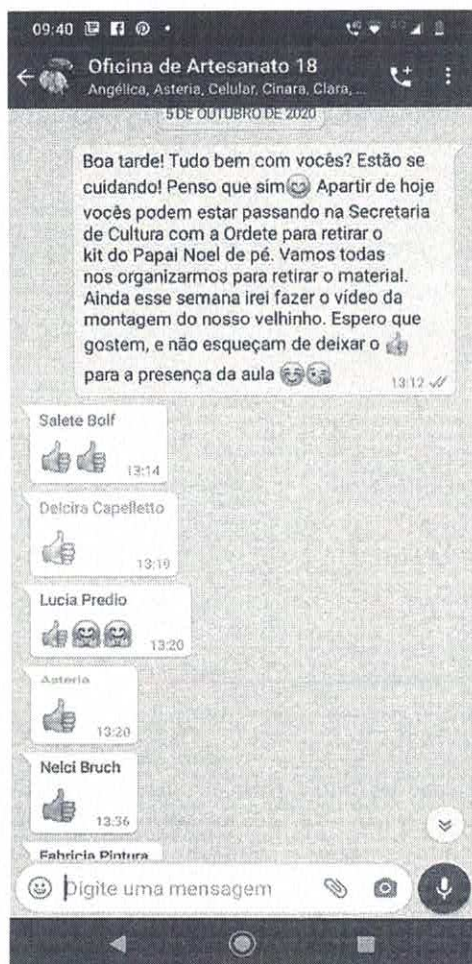 09:40
Oficina de Artesanato 18
Angélica, Asteria, Celular, Cinara, Clara, ...
5 DE OUTUBRO DE 2020
Boa tarde! Tudo bem com vocês? Estão se
cuidando! Penso que sim😊 Apartir de hoje
vocês podem estar passando na Secretaria
de Cultura com a Ordete para retirar o
kit do Papai Noel de pé. Vamos todas
nos organizarmos para retirar o material.
Ainda esse semana irei fazer o vídeo da
montagem do nosso velhinho. Espero que
gostem, e não esqueçam de deixar o 👍
para a presença da aula ☺️😘
13:12
Salete Bolf
👍👍 13:14
Delcira Capelletto
👍 13:19
Lucia Predio
👍🤗🤗 13:20
Asteria
👍 13:20
Nelci Bruch
👍 13:36
Fabricia Pintura
Digite uma mensagem